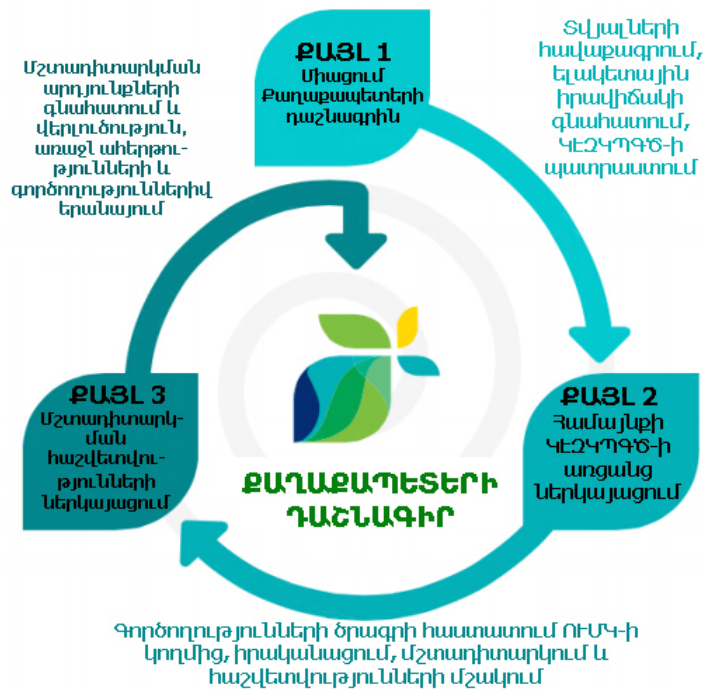 ՔԱՅԼ 1
Միացում
Քաղաքապետերի
դաշնագրին
Տվյալների
հավաքագրում,
ելակետային
իրավիճակի
գնահատում,
ԿԷԶԿՊԳԾ-ի
պատրաստում
ՔԱՅԼ 2
Համայնքի
ԿԷԶԿՊԳԾ-ի
առցանց
ներկայացում
Գործողությունների ծրագրի հաստատում ՈՒՄԿ-ի
կողմից, իրականացում, մշտադիտարկում և
հաշվետվությունների մշակում
ՔԱՅԼ 3
Մշտադիտարկ-
ման
հաշվետվու-
թյունների
ներկայացում
Մշտադիտարկման
արդյունքների
գնահատում և
վերլուծություն,
առաջն ահերթու-
թյունների և
գործողություններիվ
երանայում
ՔԱՂԱՔԱՊԵՏԵՐԻ
ԴԱՇՆԱԳԻՐ